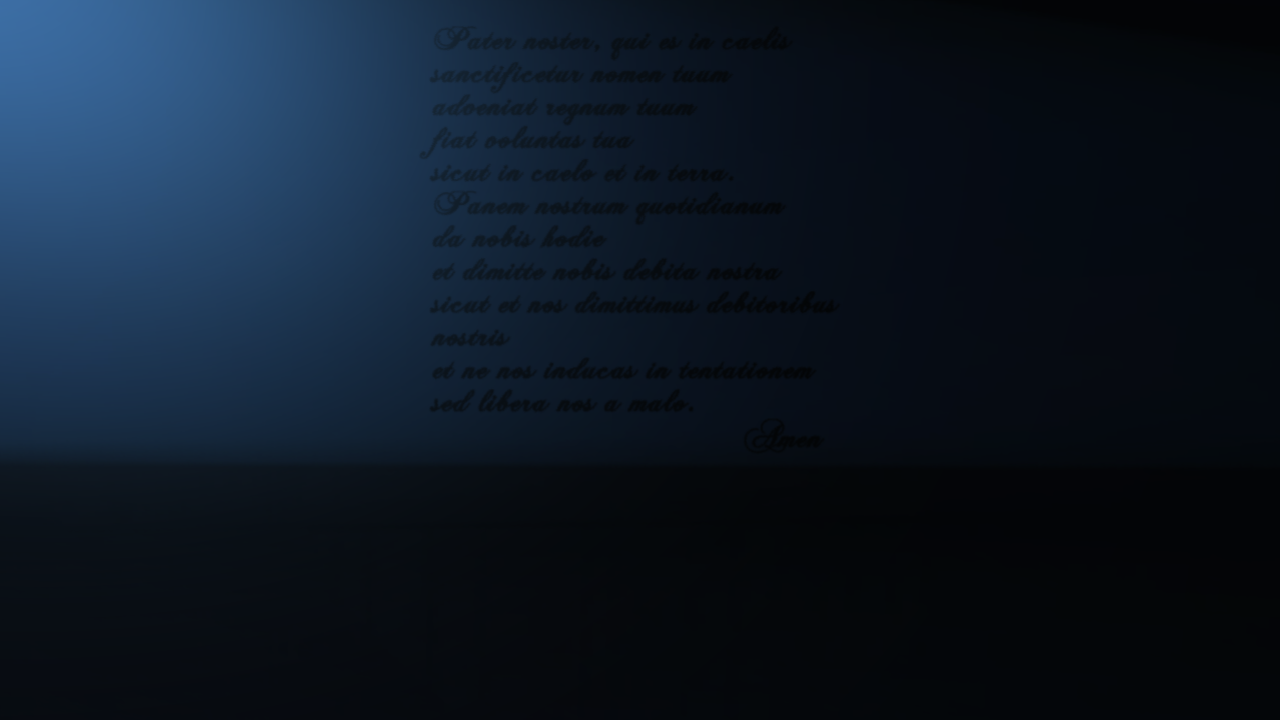 Pater noster, qui es in caelis
sanctificetur nomen tuum
adveniat regnum tuum
fiat voluntas tua
sicut in caelo et in terra.
Panem nostrum quotidianum
da nobis hodie
et dimitte nobis debita nostra
sicut et nos dimittimus debitoribus
nostris
et ne nos inducas in tentationem
sed libera nos a malo.
Amen